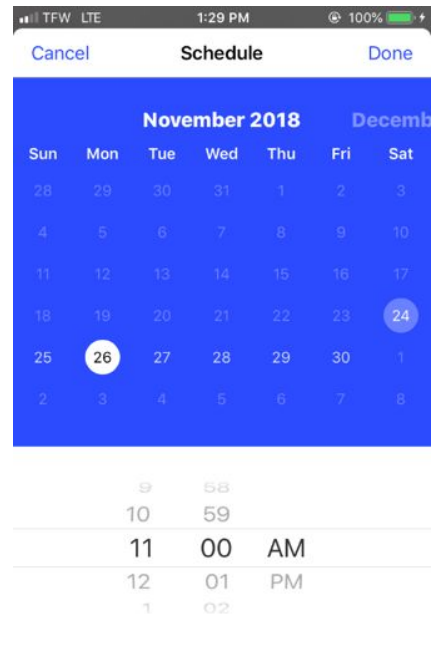 TFW LTE 1:29 PM 100%
Cancel Schedule Done
November 2018 Decemb
Sun Mon Tue Wed Thu Fri Sat
28 29 30 31 1 2 3
4 5 6 7 8 9 10
11 12 13 14 15 16 17
18 19 20 21 22 23 24
25 26 27 28 29 30 1
2 3 4 5 6 7 8
9 58
10 59
11 00 AM
12 01 PM
1 02